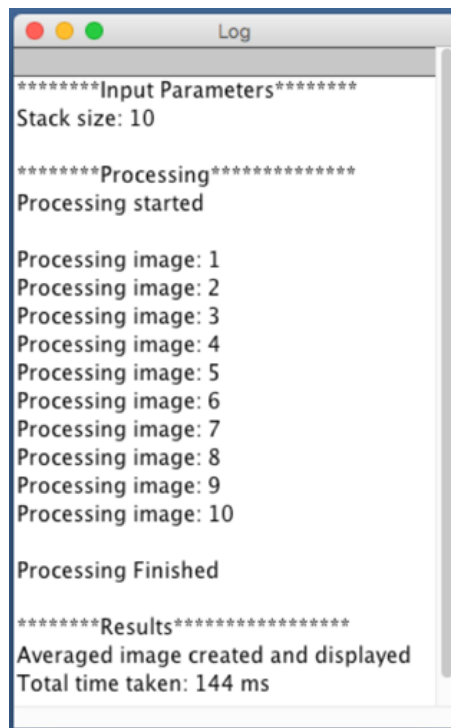 Log
********Input Parameters********
Stack size: 10
********Processing**************
Processing started
Processing image: 1
Processing image: 2
Processing image: 3
Processing image: 4
Processing image: 5
Processing image: 6
Processing image: 7
Processing image: 8
Processing image: 9
Processing image: 10
Processing Finished
********Results*****************
Averaged image created and displayed
Total time taken: 144 ms